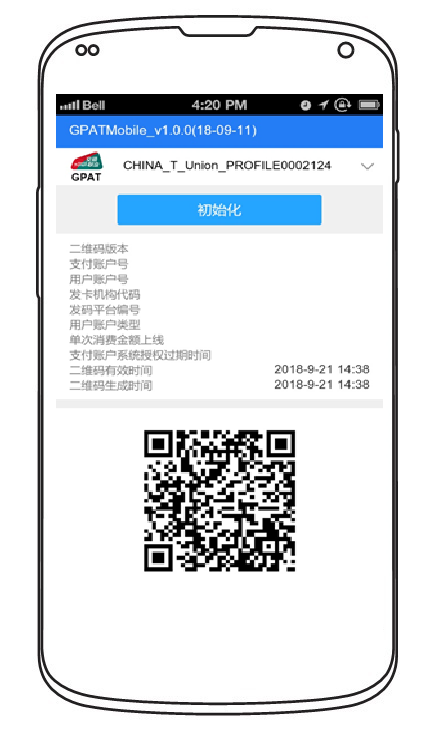 Bell 4:20 PM
GPATMobile_v1.0.0(18-09-11)
GPAT CHINA_T_Union_PROFILE0002124
初始化
二维码版本
支付账户号
用户账户号
发卡机构代码
发码平台编号
用户账户类型
单次消费金额上线
支付账户系统授权过期时间
二维码有效时间 2018-9-21 14:38
二维码生成时间 2018-9-21 14:38